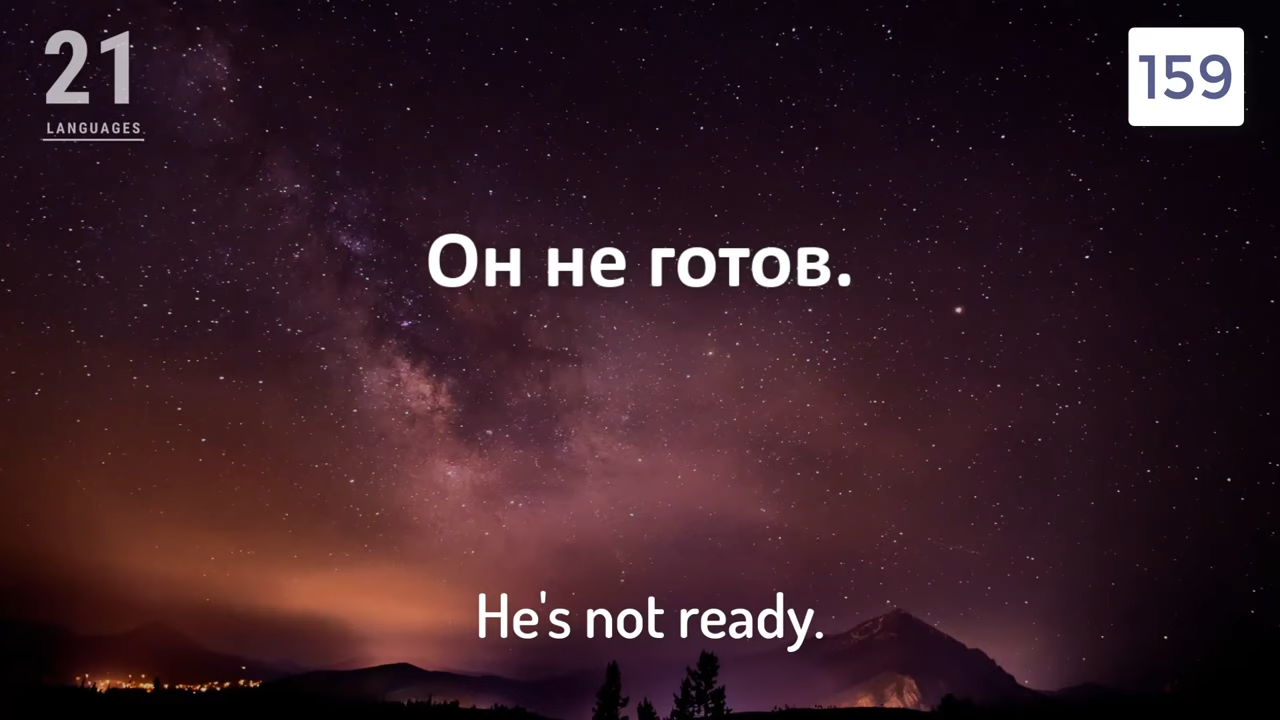 21
LANGUAGES
159
Он не готов.
He's not ready.